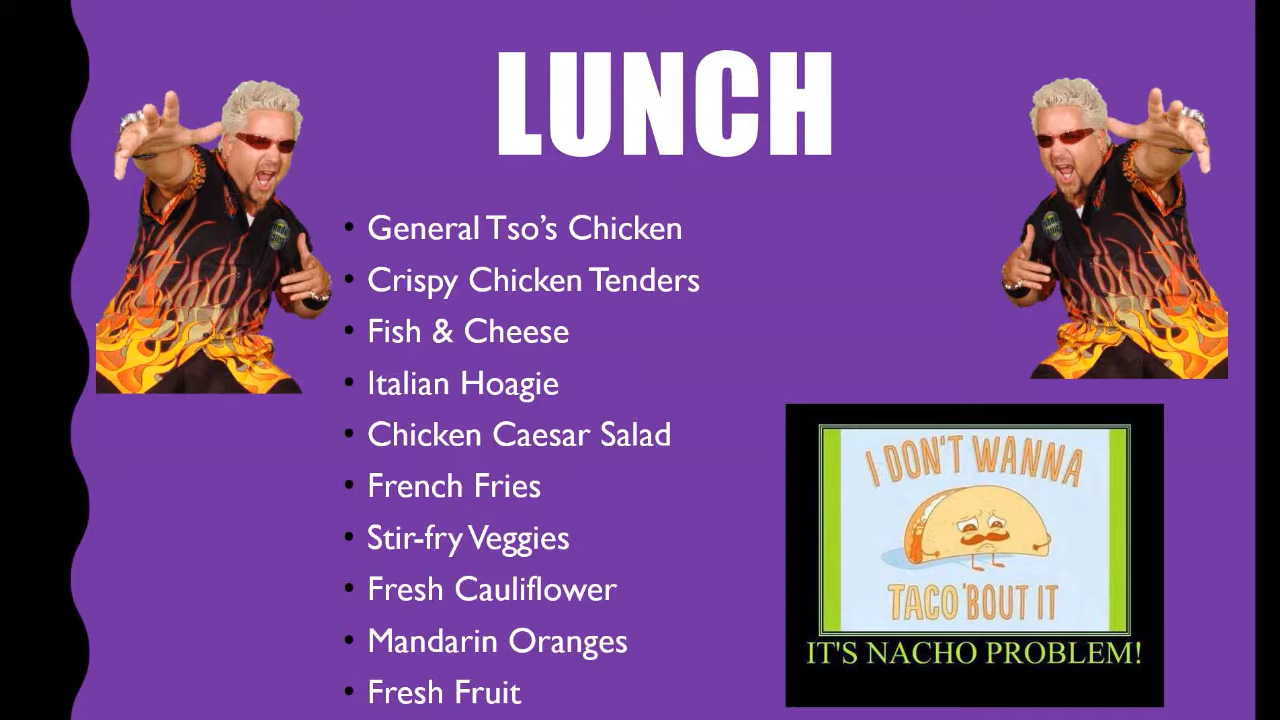 LUNCH
• General Tso's Chicken
• Crispy Chicken Tenders
• Fish & Cheese
• Italian Hoagie
• Chicken Caesar Salad
• French Fries
• Stir-fry Veggies
• Fresh Cauliflower
• Mandarin Oranges
• Fresh Fruit
I DON'T WANNA
TACO 'BOUT IT
IT'S NACHO PROBLEM!